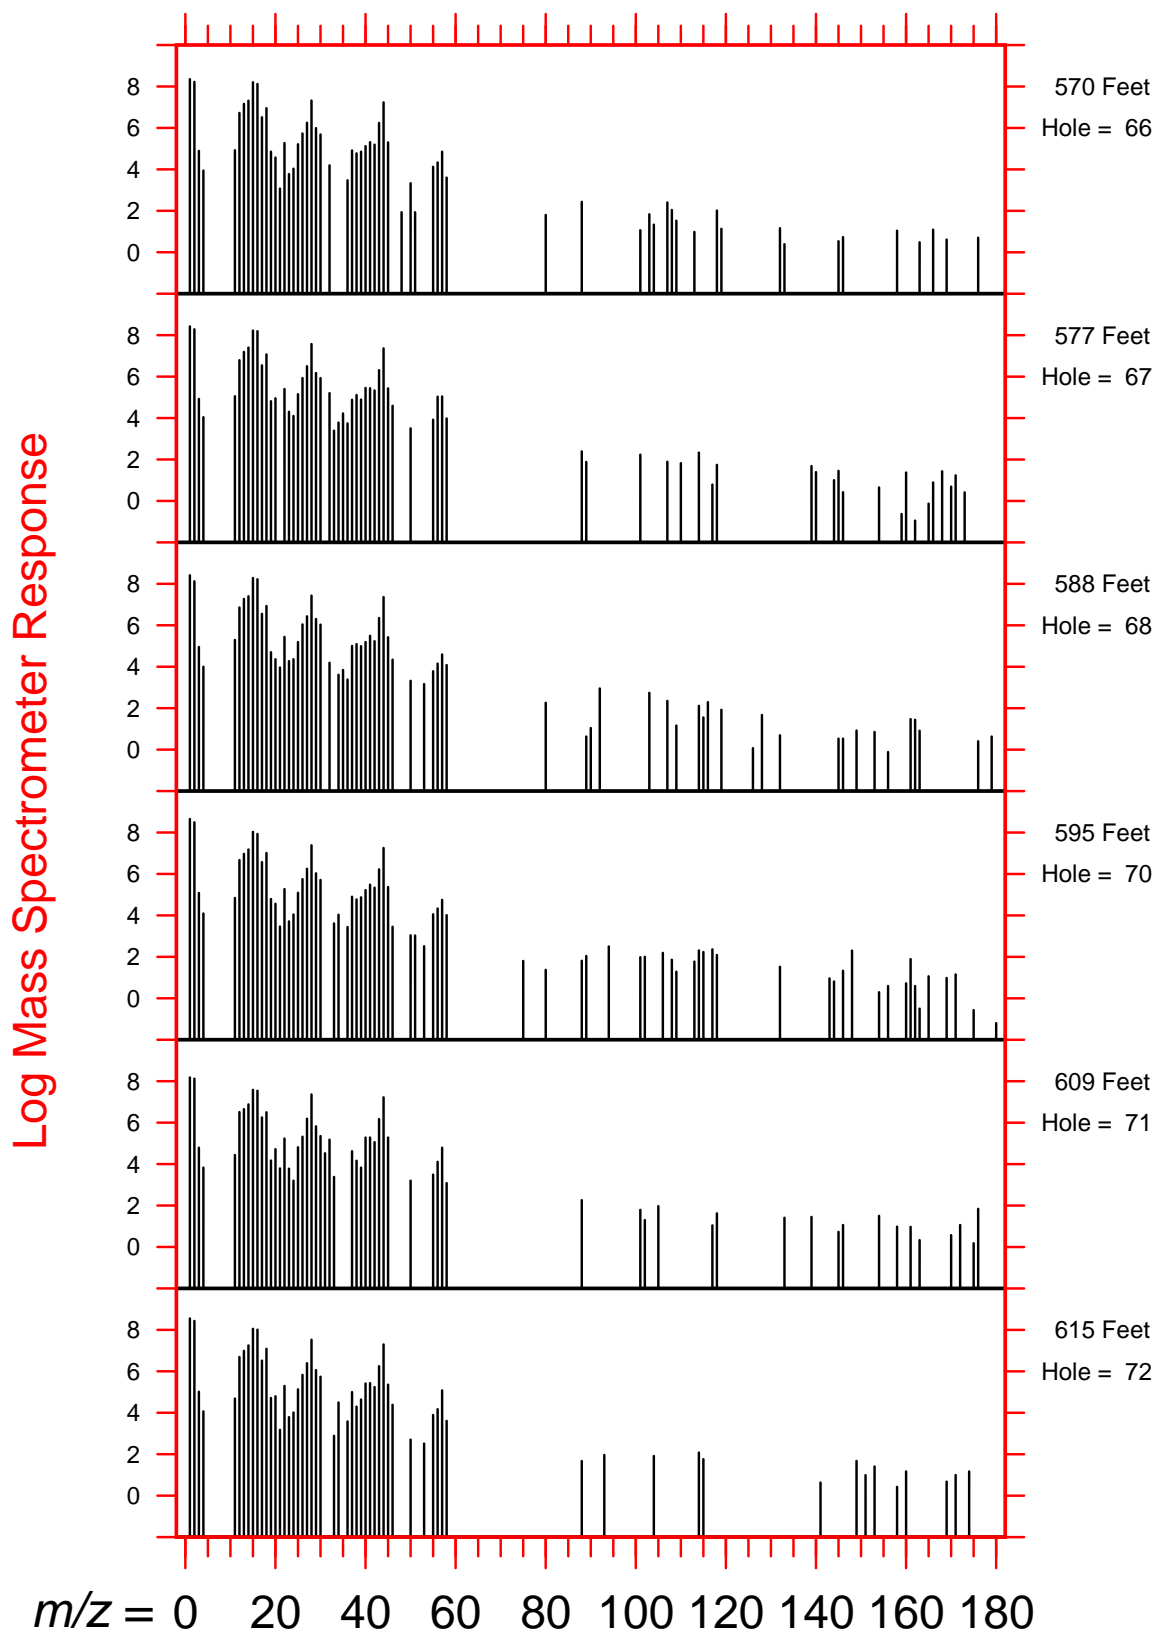 Log Mass Spectrometer Response
8
6
4
2
0
570 Feet
Hole = 66
8
6
4
2
0
577 Feet
Hole = 67
8
6
4
2
0
588 Feet
Hole = 68
8
6
4
2
0
595 Feet
Hole = 70
8
6
4
2
0
609 Feet
Hole = 71
8
6
4
2
0
615 Feet
Hole = 72
m/z = 0 20 40 60 80 100 120 140 160 180